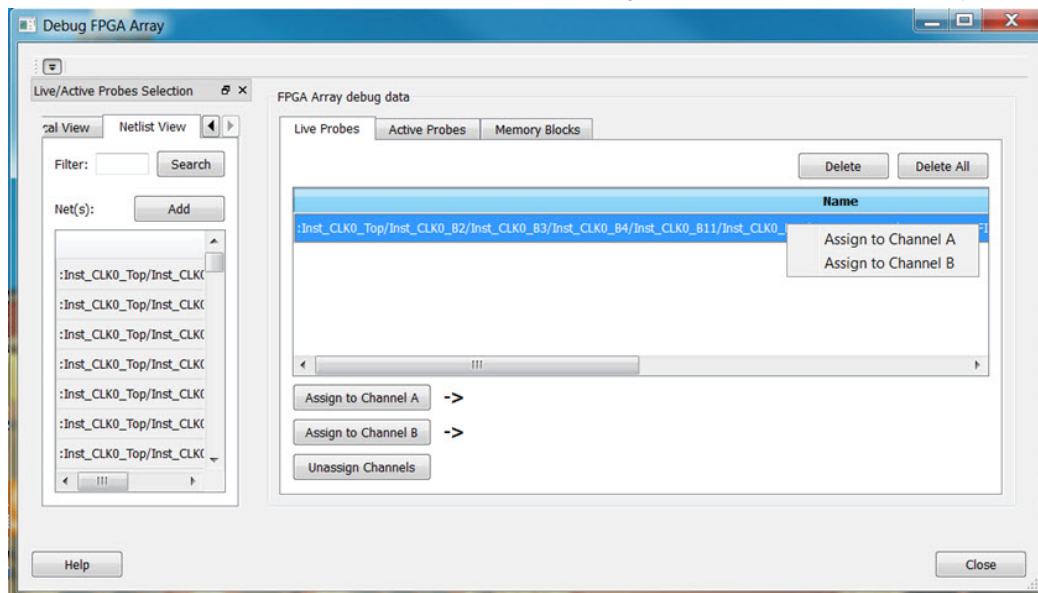 Debug FPGA Array
Live/Active Probes Selection
cal View Netlist View
Filter: Search
Net(s): Add
:Inst_CLK0_Top/Inst_CLK(
:Inst_CLK0_Top/Inst_CLK(
:Inst_CLK0_Top/Inst_CLK(
:Inst_CLK0_Top/Inst_CLK(
:Inst_CLK0_Top/Inst_CLK(
:Inst_CLK0_Top/Inst_CLK(
:Inst_CLK0_Top/Inst_CLK(
FPGA Array debug data
Live Probes Active Probes Memory Blocks
Delete Delete All
Name
:Inst_CLK0_Top/Inst_CLK0_B2/Inst_CLK0_B3/Inst_CLK0_B4/Inst_CLK0_B11/Inst_CLK0_
Assign to Channel A
Assign to Channel B
Assign to Channel A ->
Assign to Channel B ->
Unassign Channels
Help Close